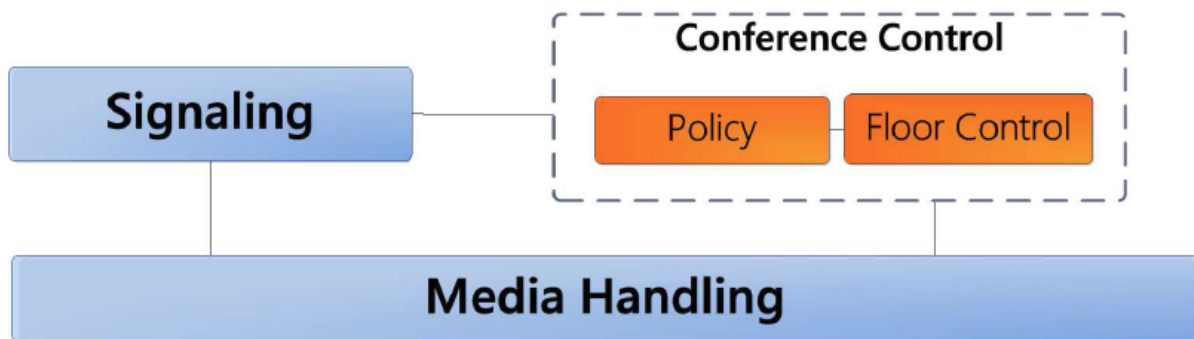 Conference Control
Signaling
Policy
Floor Control
Media Handling